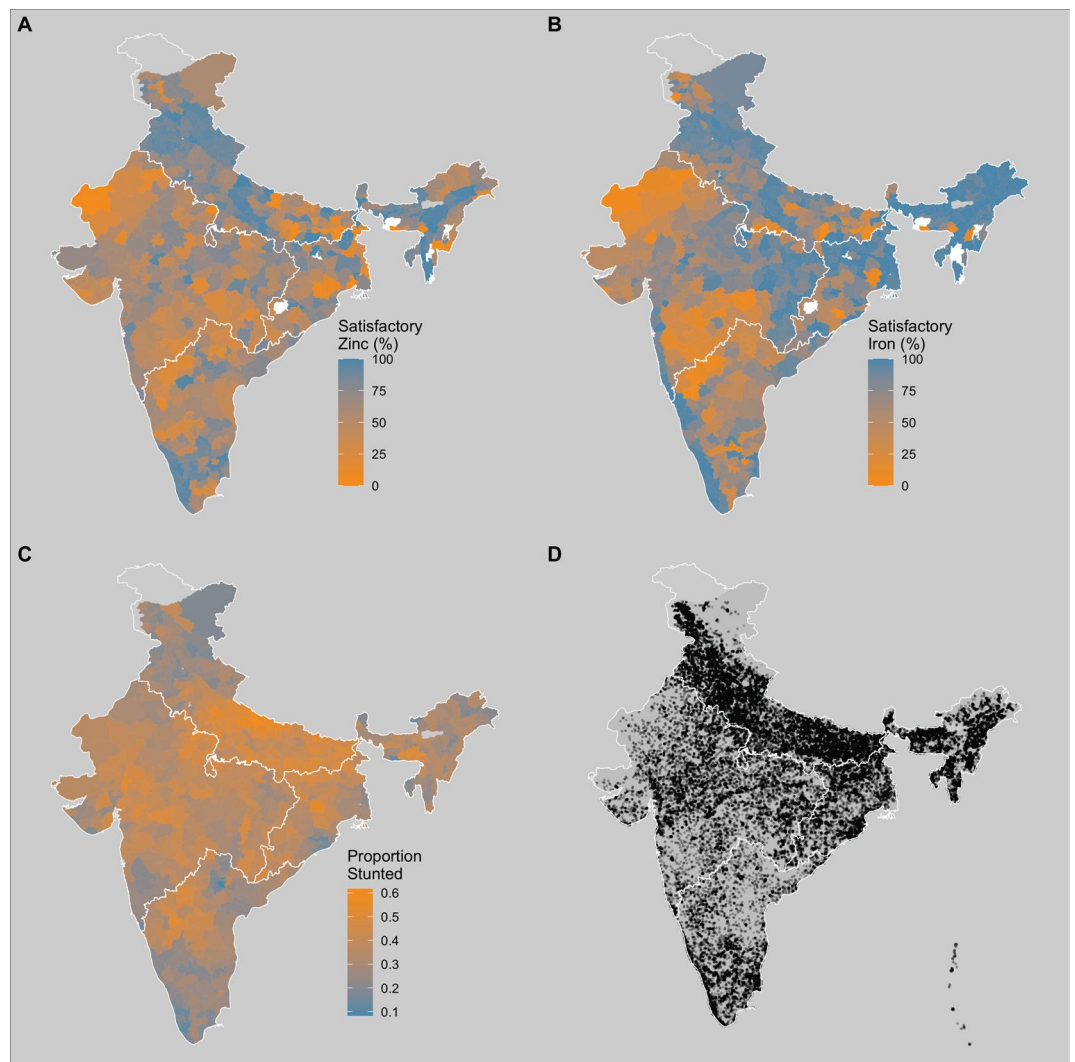 A
B
Satisfactory
Zinc (%)
100
75
50
25
0
Satisfactory
Iron (%)
100
75
50
25
0
C
D
Proportion
Stunted
0.6
0.5
0.4
0.3
0.2
0.1